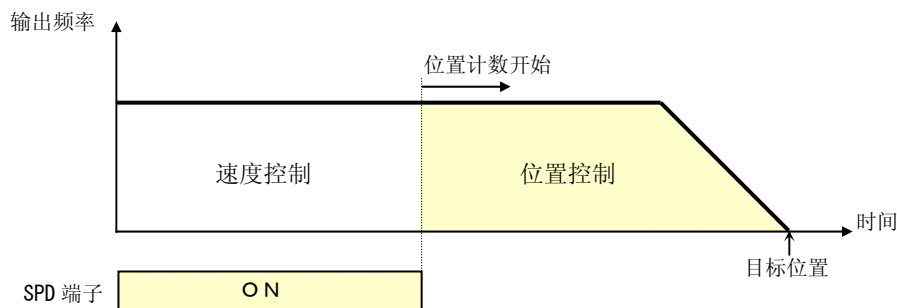 输出频率
位置计数开始
速度控制
位置控制
时间
目标位置
SPD 端子
ON